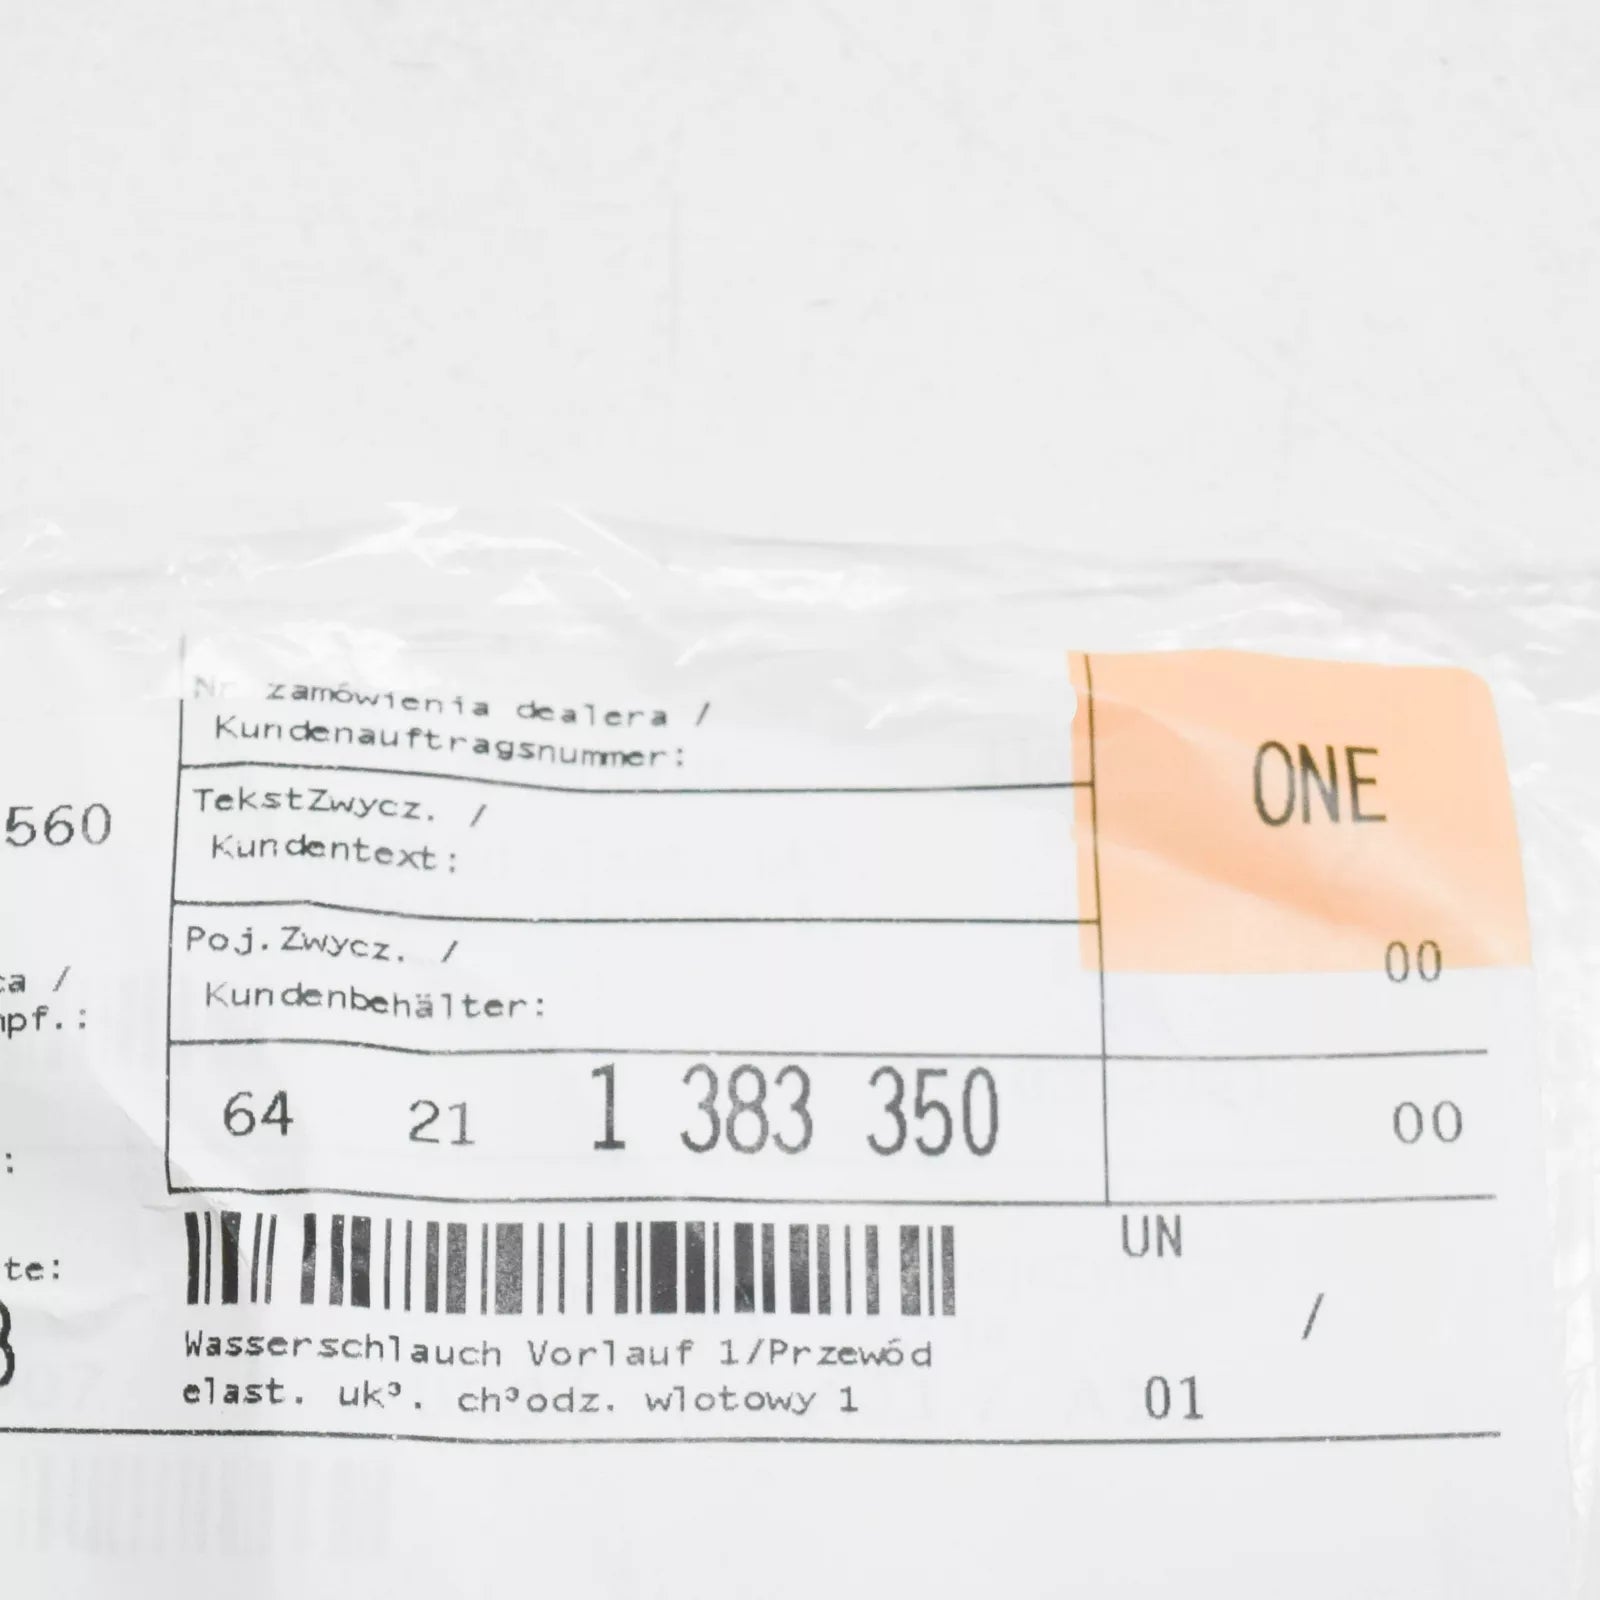 zamówienia dealera /
Kundenauftragsnummer:
TekstZwycz. /
Kundentext:
Poj.Zwycz. /
Kundenbehälter:
ONE
00
560
64 21 1 383 350
00
UN
/
01
Wasserschlauch Vorlauf 1/Przewód
elast. uk³. ch³odz. wlotowy 1